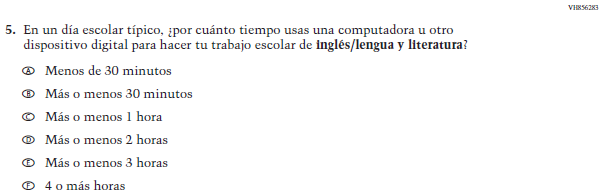 VH856283
5. En un día escolar típico, ¿por cuánto tiempo usas una computadora u otro
dispositivo digital para hacer tu trabajo escolar de inglés/lengua y literatura?
A Menos de 30 minutos
B Más o menos 30 minutos
C Más o menos 1 hora
D Más o menos 2 horas
E Más o menos 3 horas
F 4 o más horas